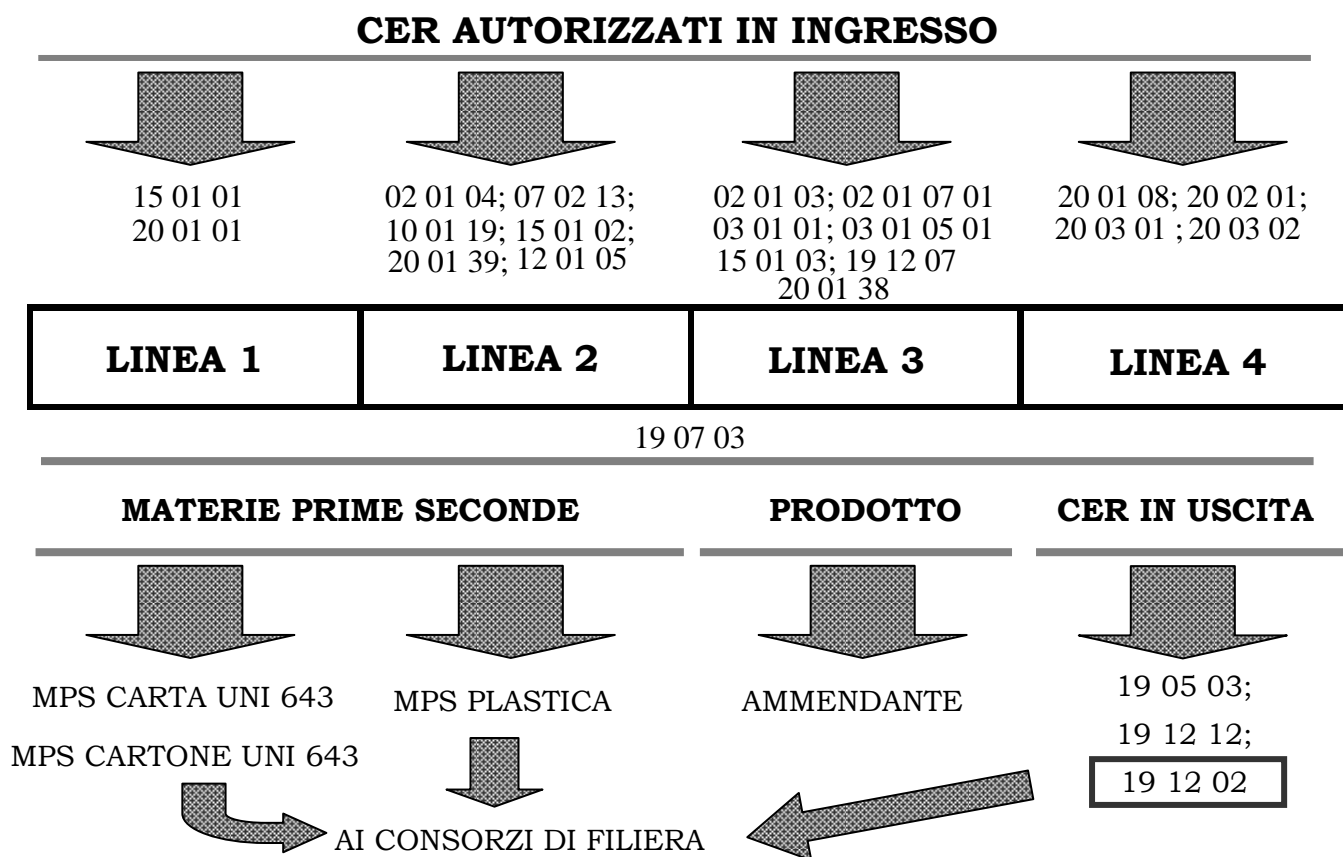 CER AUTORIZZATI IN INGRESSO
15 01 01
20 01 01
02 01 04; 07 02 13;
10 01 19; 15 01 02;
20 01 39; 12 01 05
02 01 03; 02 01 07 01
03 01 01; 03 01 05 01
15 01 03; 19 12 07
20 01 38
20 01 08; 20 02 01;
20 03 01 ; 20 03 02
LINEA 1
LINEA 2
LINEA 3
LINEA 4
19 07 03
MATERIE PRIME SECONDE
PRODOTTO
CER IN USCITA
MPS CARTA UNI 643
MPS CARTONE UNI 643
MPS PLASTICA
AMMENDANTE
19 05 03;
19 12 12;
19 12 02
AI CONSORZI DI FILIERA